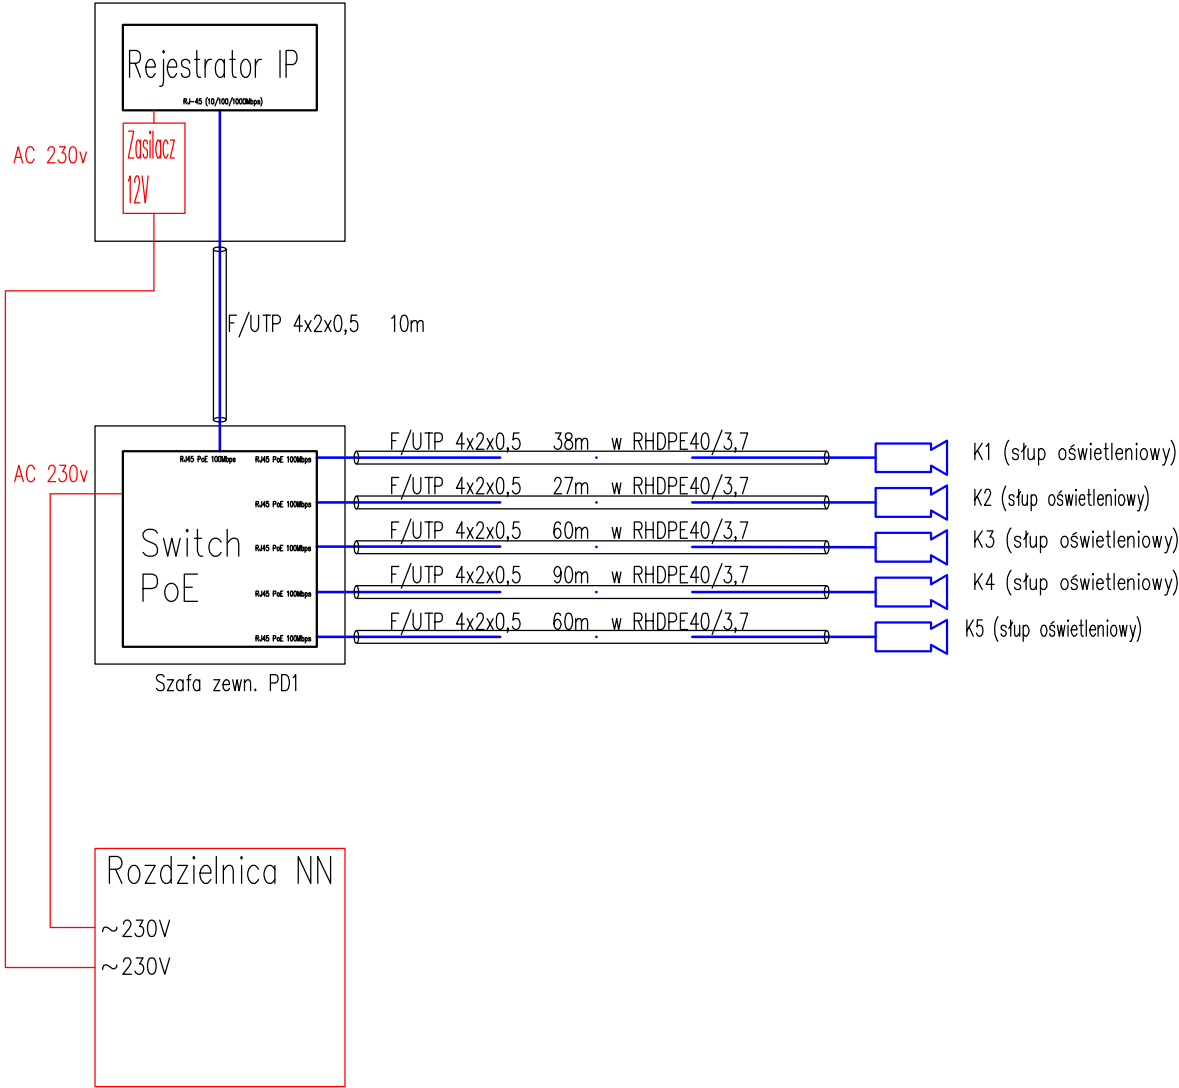 Rejestrator IP
RJ-45 (10/100/1000Mbps)
AC 230v
Zasilacz
12V
F/UTP 4x2x0,5 10m
AC 230v
RJ45 PoE 100Mbps
RJ45 PoE 100Mbps
F/UTP 4x2x0,5 38m w RHDPE40/3,7
K1 (słup oświetleniowy)
RJ45 PoE 100Mbps
F/UTP 4x2x0,5 27m w RHDPE40/3,7
K2 (słup oświetleniowy)
Switch
PoE
RJ45 PoE 100Mbps
F/UTP 4x2x0,5 60m w RHDPE40/3,7
K3 (słup oświetleniowy)
RJ45 PoE 100Mbps
F/UTP 4x2x0,5 90m w RHDPE40/3,7
K4 (słup oświetleniowy)
RJ45 PoE 100Mbps
F/UTP 4x2x0,5 60m w RHDPE40/3,7
K5 (słup oświetleniowy)
Szafa zewn. PD1
Rozdzielnica NN
~230V
~230V